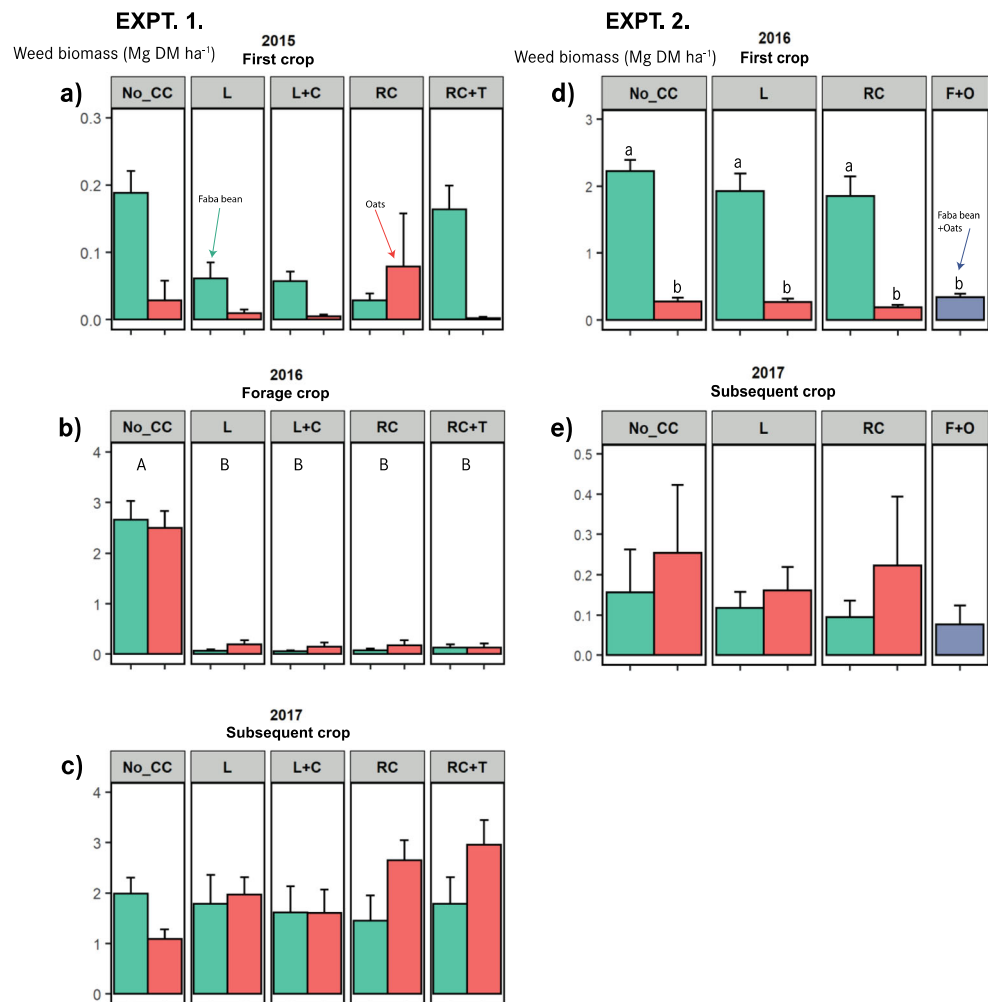 EXPT. 1.
Weed biomass (Mg DM ha⁻¹)
2015
First crop
a)
No_CC L L+C RC RC+T
0.3
0.2
0.1
0.0
Faba bean
Oats
2016
Forage crop
b)
No_CC L L+C RC RC+T
4
3
2
1
0
A B B B B
2017
Subsequent crop
c)
No_CC L L+C RC RC+T
4
3
2
1
0
EXPT. 2.
Weed biomass (Mg DM ha⁻¹)
2016
First crop
d)
No_CC L RC F+O
3
2
1
0
a a a
b b b b
Faba bean
+Oats
2017
Subsequent crop
e)
No_CC L RC F+O
0.5
0.4
0.3
0.2
0.1
0.0